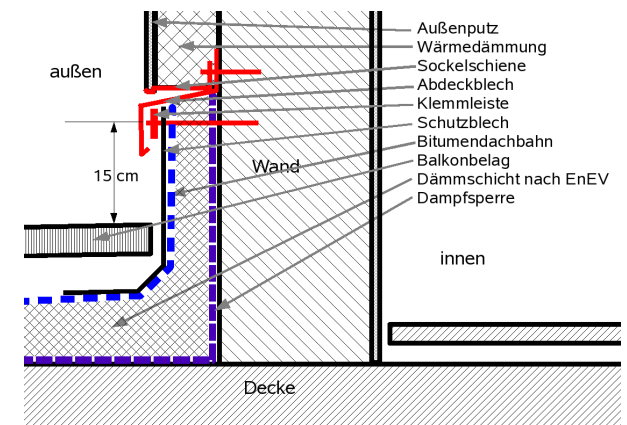 Außenputz
Wärmedämmung
Sockelschiene
außen
Abdeckblech
Klemmleiste
Schutzblech
Bitumendachbahn
Balkonbelag
Wand
15 cm
Dämmschicht nach EnEV
Dampfsperre
innen
Decke